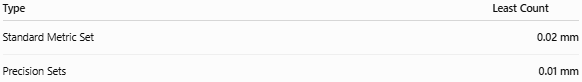 Type Least Count
Standard Metric Set 0.02 mm
Precision Sets 0.01 mm